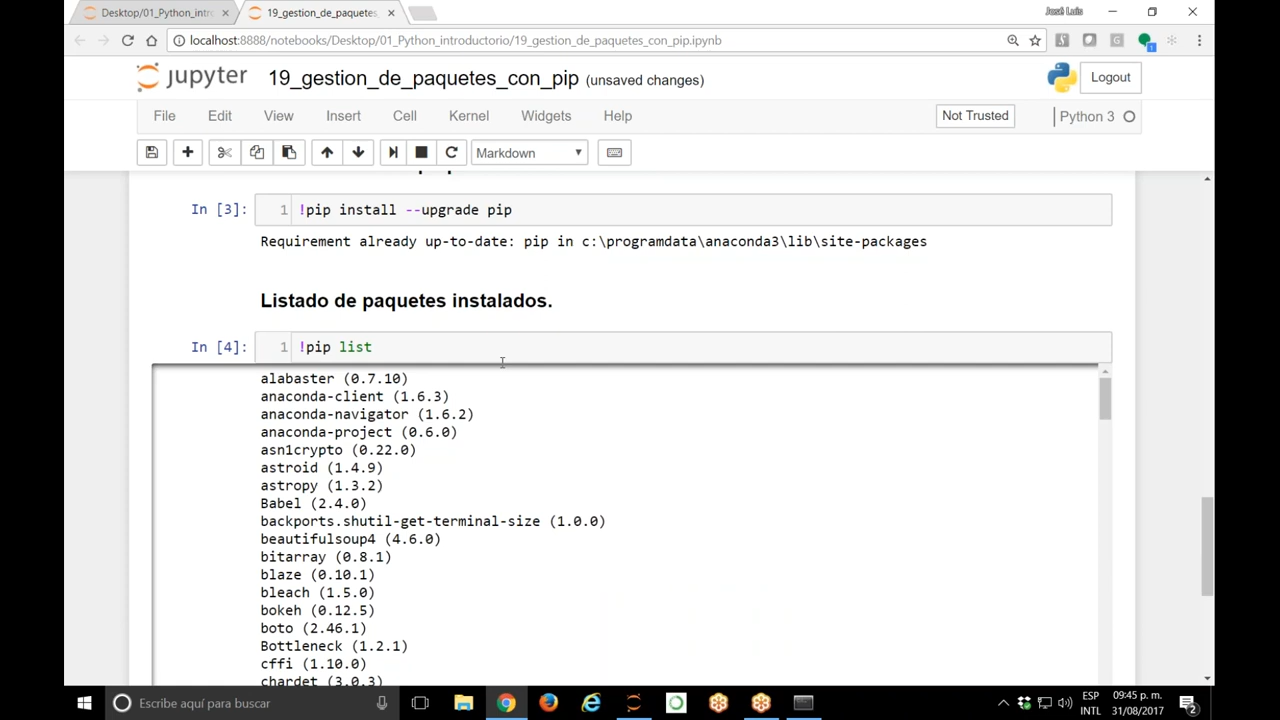 Desktop/01_Python_intro
19_gestion_de_paquetes
José Luis
localhost:8888/notebooks/Desktop/01_Python_introductorio/19_gestion_de_paquetes_con_pip.ipynb
jupyter 19_gestion_de_paquetes_con_pip (unsaved changes)
Logout
File Edit View Insert Cell Kernel Widgets Help
Not Trusted
Python 3
Markdown
In [3]: 1 !pip install --upgrade pip
Requirement already up-to-date: pip in c:\programdata\anaconda3\lib\site-packages
Listado de paquetes instalados.
In [4]: 1 !pip list
alabaster (0.7.10)
anaconda-client (1.6.3)
anaconda-navigator (1.6.2)
anaconda-project (0.6.0)
asn1crypto (0.22.0)
astroid (1.4.9)
astropy (1.3.2)
Babel (2.4.0)
backports.shutil-get-terminal-size (1.0.0)
beautifulsoup4 (4.6.0)
bitarray (0.8.1)
blaze (0.10.1)
bleach (1.5.0)
bokeh (0.12.5)
boto (2.46.1)
Bottleneck (1.2.1)
cffi (1.10.0)
chardet (3.0.3)
Escribe aquí para buscar
ESP
INTL
09:45 p. m.
31/08/2017
2